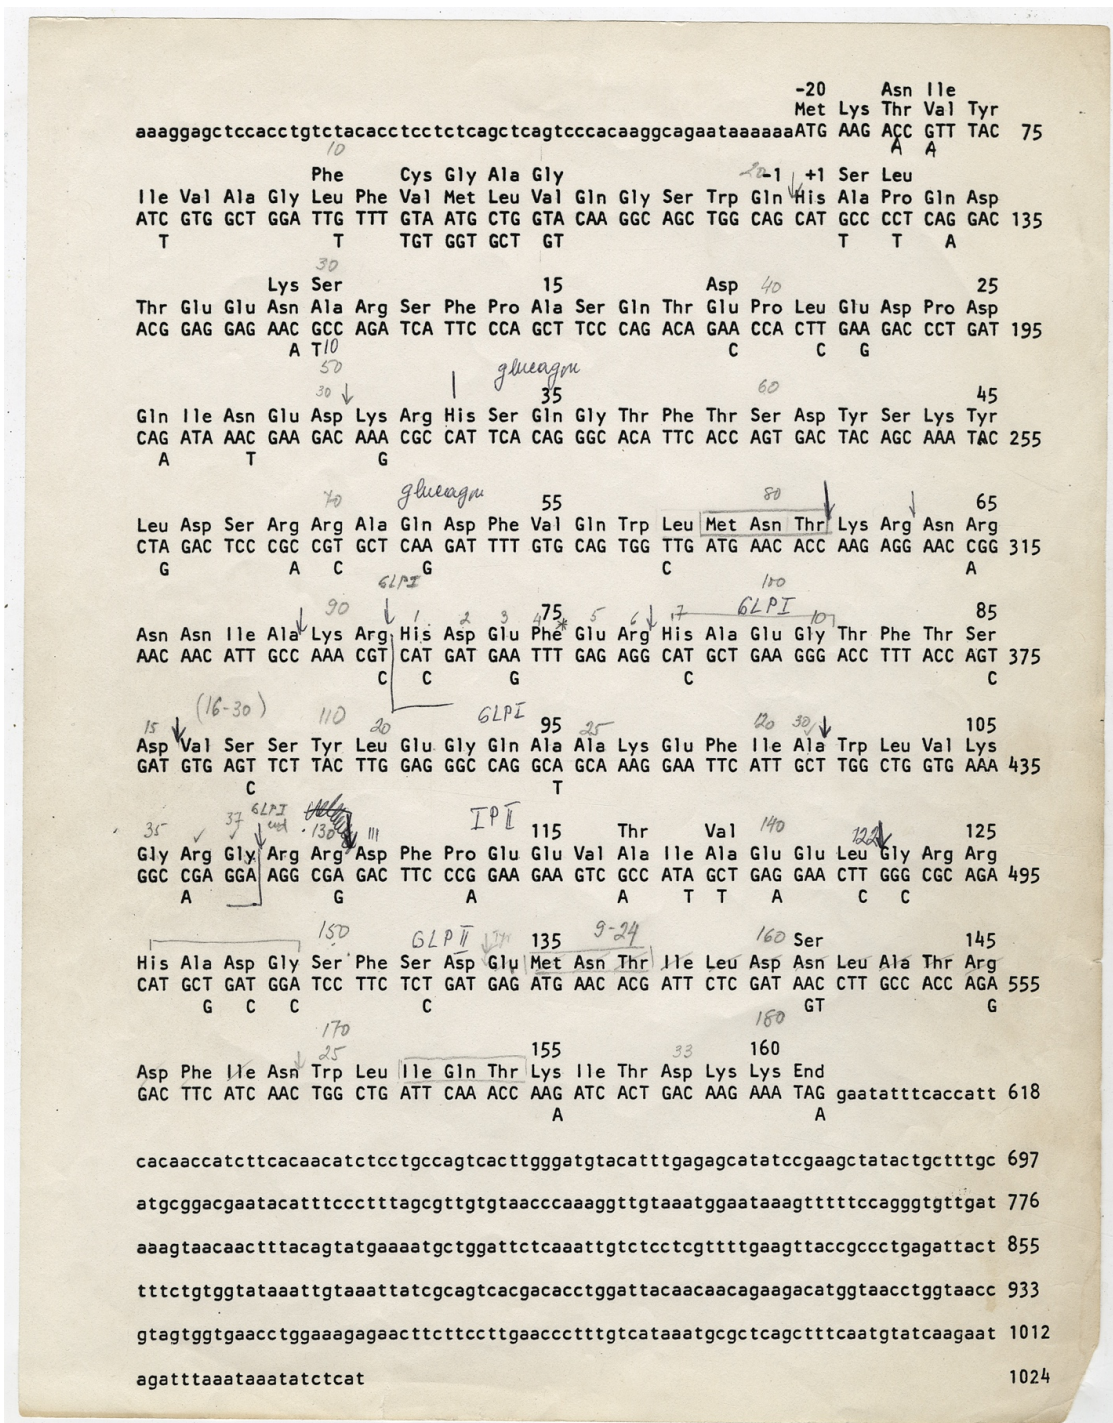 -20 Asn Ile
Met Lys Thr Val Tyr
aaaggagctccacctgtctacacctcctctcagctcagtcccacaaggcagaataaaaaaATG AAG ACC GTT TAC 75
10 A A
Phe Cys Gly Ala Gly 20 -1 +1 Ser Leu
Ile Val Ala Gly Leu Phe Val Met Leu Val Gln Gly Ser Trp Gln His Ala Pro Gln Asp
ATC GTG GCT GGA TTG TTT GTA ATG CTG GTA CAA GGC AGC TGG CAG CAT GCC CCT CAG GAC 135
T T TGT GGT GCT GT T T A
30
Lys Ser 15 Asp 40 25
Thr Glu Glu Asn Ala Arg Ser Phe Pro Ala Ser Gln Thr Glu Pro Leu Glu Asp Pro Asp
ACG GAG GAG AAC GCC AGA TCA TTC CCA GCT TCC CAG ACA GAA CCA CTT GAA GAC CCT GAT 195
A T 10 C C G
50 glucagon
30 35 60 45
Gln Ile Asn Glu Asp Lys Arg His Ser Gln Gly Thr Phe Thr Ser Asp Tyr Ser Lys Tyr
CAG ATA AAC GAA GAC AAA CGC CAT TCA CAG GGC ACA TTC ACC AGT GAC TAC AGC AAA TAC 255
A T G
70 glucagon 55 80 65
Leu Asp Ser Arg Arg Ala Gln Asp Phe Val Gln Trp Leu Met Asn Thr Lys Arg Asn Arg
CTA GAC TCC CGC CGT GCT CAA GAT TTT GTG CAG TGG TTG ATG AAC ACC AAG AGG AAC CGG 315
G A C G C A
GLPI 100
90 1 2 3 4 75 * 5 6 7 GLPI 10 85
Asn Asn Ile Ala Lys Arg His Asp Glu Phe Glu Arg His Ala Glu Gly Thr Phe Thr Ser
AAC AAC ATT GCC AAA CGT CAT GAT GAA TTT GAG AGG CAT GCT GAA GGG ACC TTT ACC AGT 375
C C G C C
15 (16-30) 110 20 GLPI 95 25 120 30 105
Asp Val Ser Ser Tyr Leu Glu Gly Gln Ala Ala Lys Glu Phe Ile Ala Trp Leu Val Lys
GAT GTG AGT TCT TAC TTG GAG GGC CAG GCA GCA AAG GAA TTC ATT GCT TGG CTG GTG AAA 435
C T
GLPI end
35 37 130 111 IP II 115 Thr Val 140 122 125
Gly Arg Gly Arg Arg Asp Phe Pro Glu Glu Val Ala Ile Ala Glu Glu Leu Gly Arg Arg
GGC CGA GGA AGG CGA GAC TTC CCG GAA GAA GTC GCC ATA GCT GAG GAA CTT GGG CGC AGA 495
A G A A T T A C C
150 GLP II 135 9-24 160 Ser 145
His Ala Asp Gly Ser Phe Ser Asp Glu Met Asn Thr Ile Leu Asp Asn Leu Ala Thr Arg
CAT GCT GAT GGA TCC TTC TCT GAT GAG ATG AAC ACG ATT CTC GAT AAC CTT GCC ACC AGA 555
G C C C GT G
170 180
25 155 33 160
Asp Phe Ile Asn Trp Leu Ile Gln Thr Lys Ile Thr Asp Lys Lys End
GAC TTC ATC AAC TGG CTG ATT CAA ACC AAG ATC ACT GAC AAG AAA TAG gaatatttcaccatt 618
A A
cacaaccatcttcacaacatctcctgccagtcacttgggatgtacatttgagagcatatccgaagctatactgctttgc 697
atgcggacgaatacatttccctttagcgttgtgtaacccaaaggttgtaaatggaataaagtttttccagggtgttgat 776
aaagtaacaactttacagtatgaaaatgctggattctcaaattgtctcctcgttttgaagttaccgccctgagattact 855
tttctgtggtataaattgtaaattatcgcagtcacgacacctggattacaacaacagaagacatggtaacctggtaacc 933
gtagtggtgaacctggaaagagaacttcttccttgaaccctttgtcataaatgcgctcagctttcaatgtatcaagaat 1012
agatttaaataaatatctcat 1024